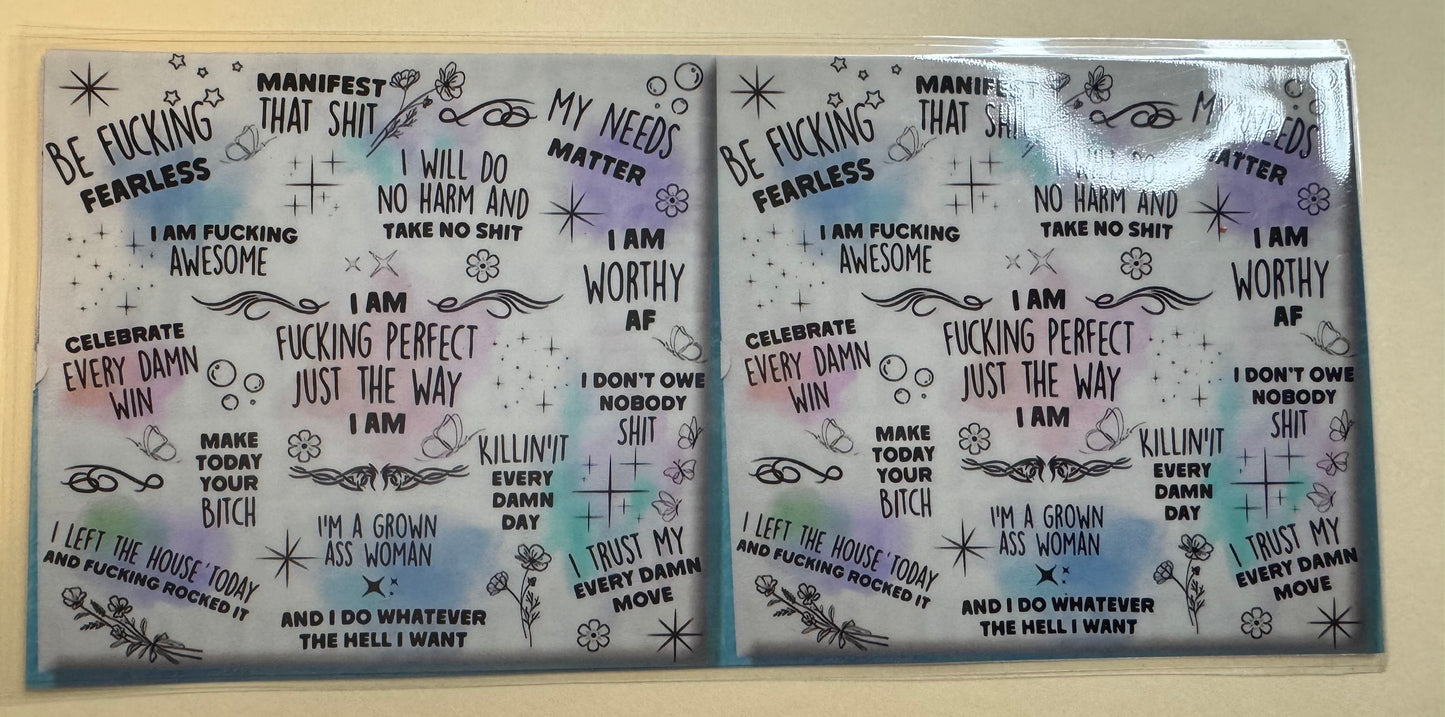 MANIFEST
THAT SHIT
BE FUCKING
FEARLESS
MY NEEDS
MATTER
I WILL DO
NO HARM AND
TAKE NO SHIT
I AM FUCKING
AWESOME
I AM
WORTHY
AF
I AM
FUCKING PERFECT
JUST THE WAY
I AM
CELEBRATE
EVERY DAMN
WIN
I DON'T OWE
NOBODY
SHIT
MAKE
TODAY
YOUR
BITCH
KILLIN'IT
EVERY
DAMN
DAY
I LEFT THE HOUSE TODAY
AND FUCKING ROCKED IT
I'M A GROWN
ASS WOMAN
AND I DO WHATEVER
THE HELL I WANT
I TRUST MY
EVERY DAMN
MOVE
MANIFEST
THAT SHIT
BE FUCKING
FEARLESS
MY NEEDS
MATTER
I WILL DO
NO HARM AND
TAKE NO SHIT
I AM FUCKING
AWESOME
I AM
WORTHY
AF
I AM
FUCKING PERFECT
JUST THE WAY
I AM
CELEBRATE
EVERY DAMN
WIN
I DON'T OWE
NOBODY
SHIT
MAKE
TODAY
YOUR
BITCH
KILLIN'IT
EVERY
DAMN
DAY
I LEFT THE HOUSE TODAY
AND FUCKING ROCKED IT
I'M A GROWN
ASS WOMAN
AND I DO WHATEVER
THE HELL I WANT
I TRUST MY
EVERY DAMN
MOVE